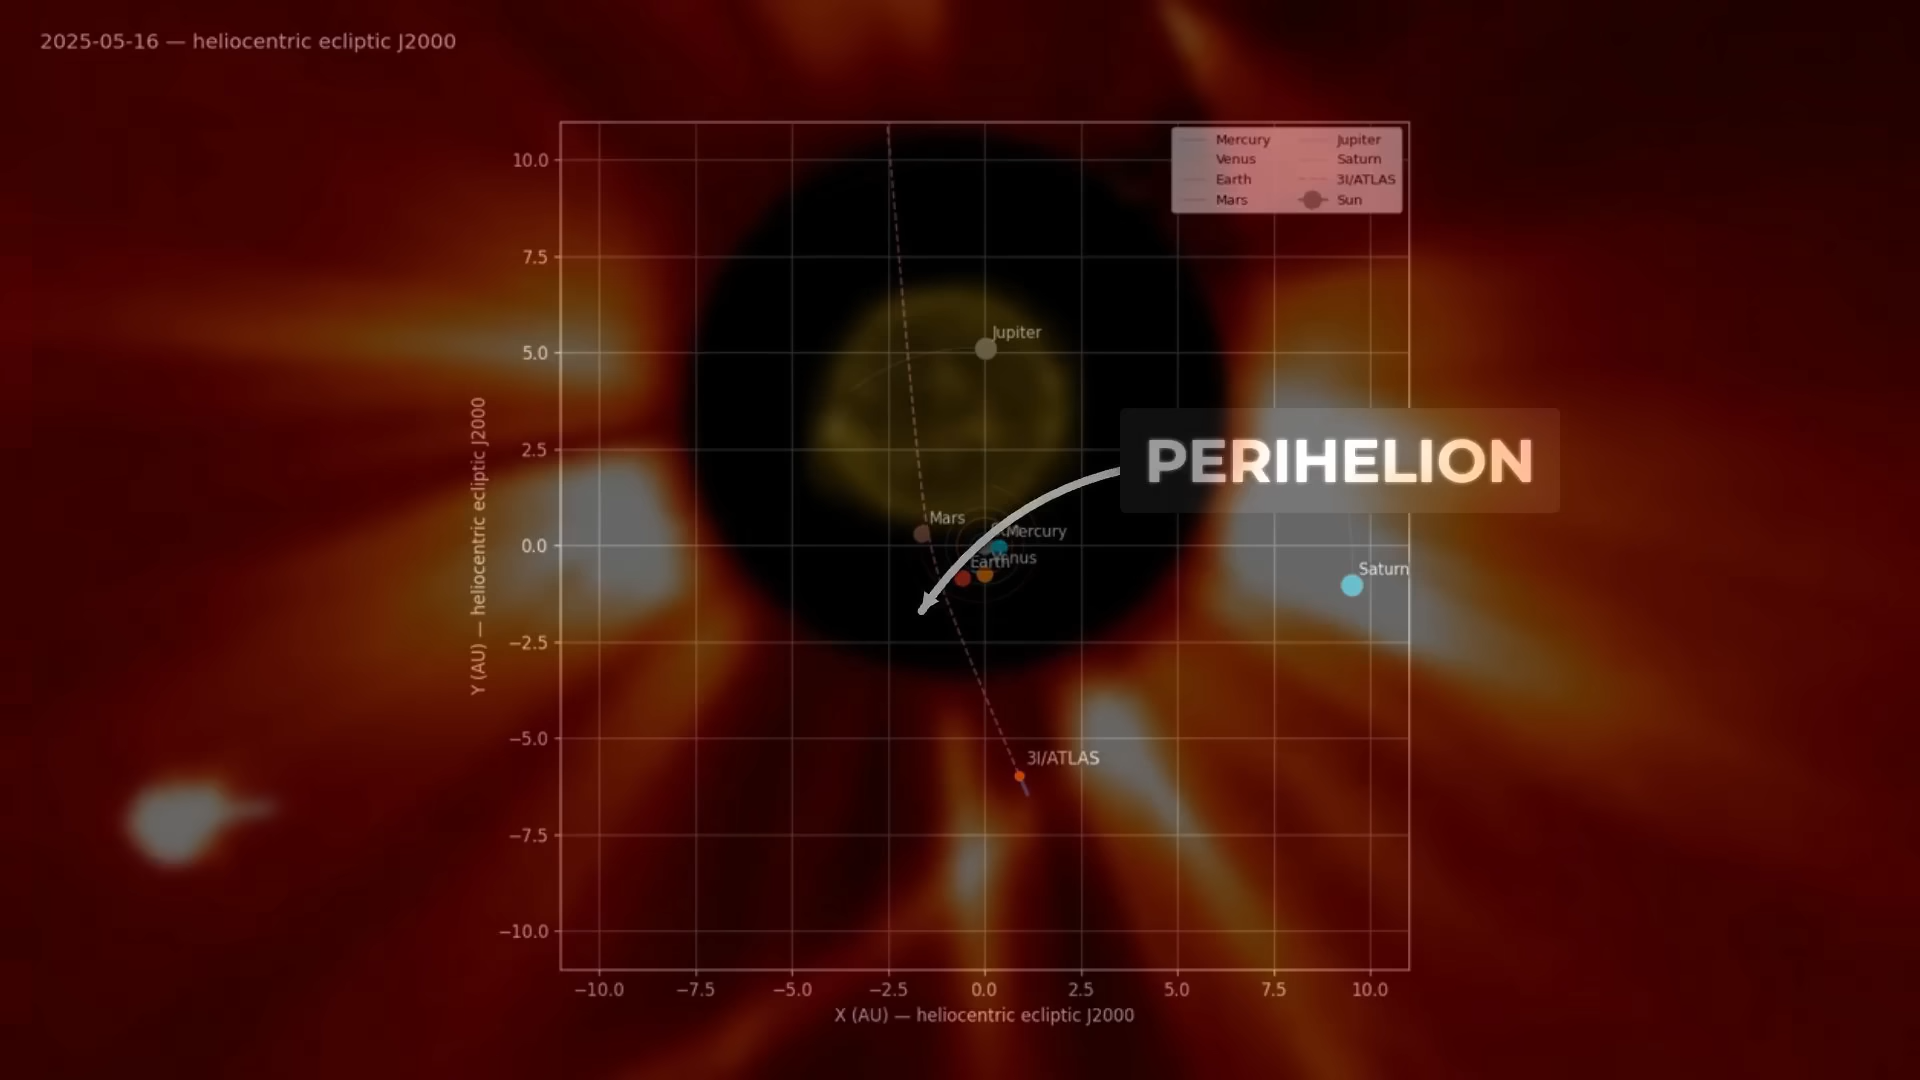 2025-05-16 — heliocentric ecliptic J2000
Mercury
Venus
Earth
Mars
Jupiter
Saturn
3I/ATLAS
Sun
10.0
7.5
5.0
2.5
0.0
−2.5
−5.0
−7.5
−10.0
Y (AU) — heliocentric ecliptic J2000
Jupiter
PERIHELION
Mars
Mercury
Venus
Earth
Saturn
3I/ATLAS
−10.0
−7.5
−5.0
−2.5
0.0
2.5
5.0
7.5
10.0
X (AU) — heliocentric ecliptic J2000